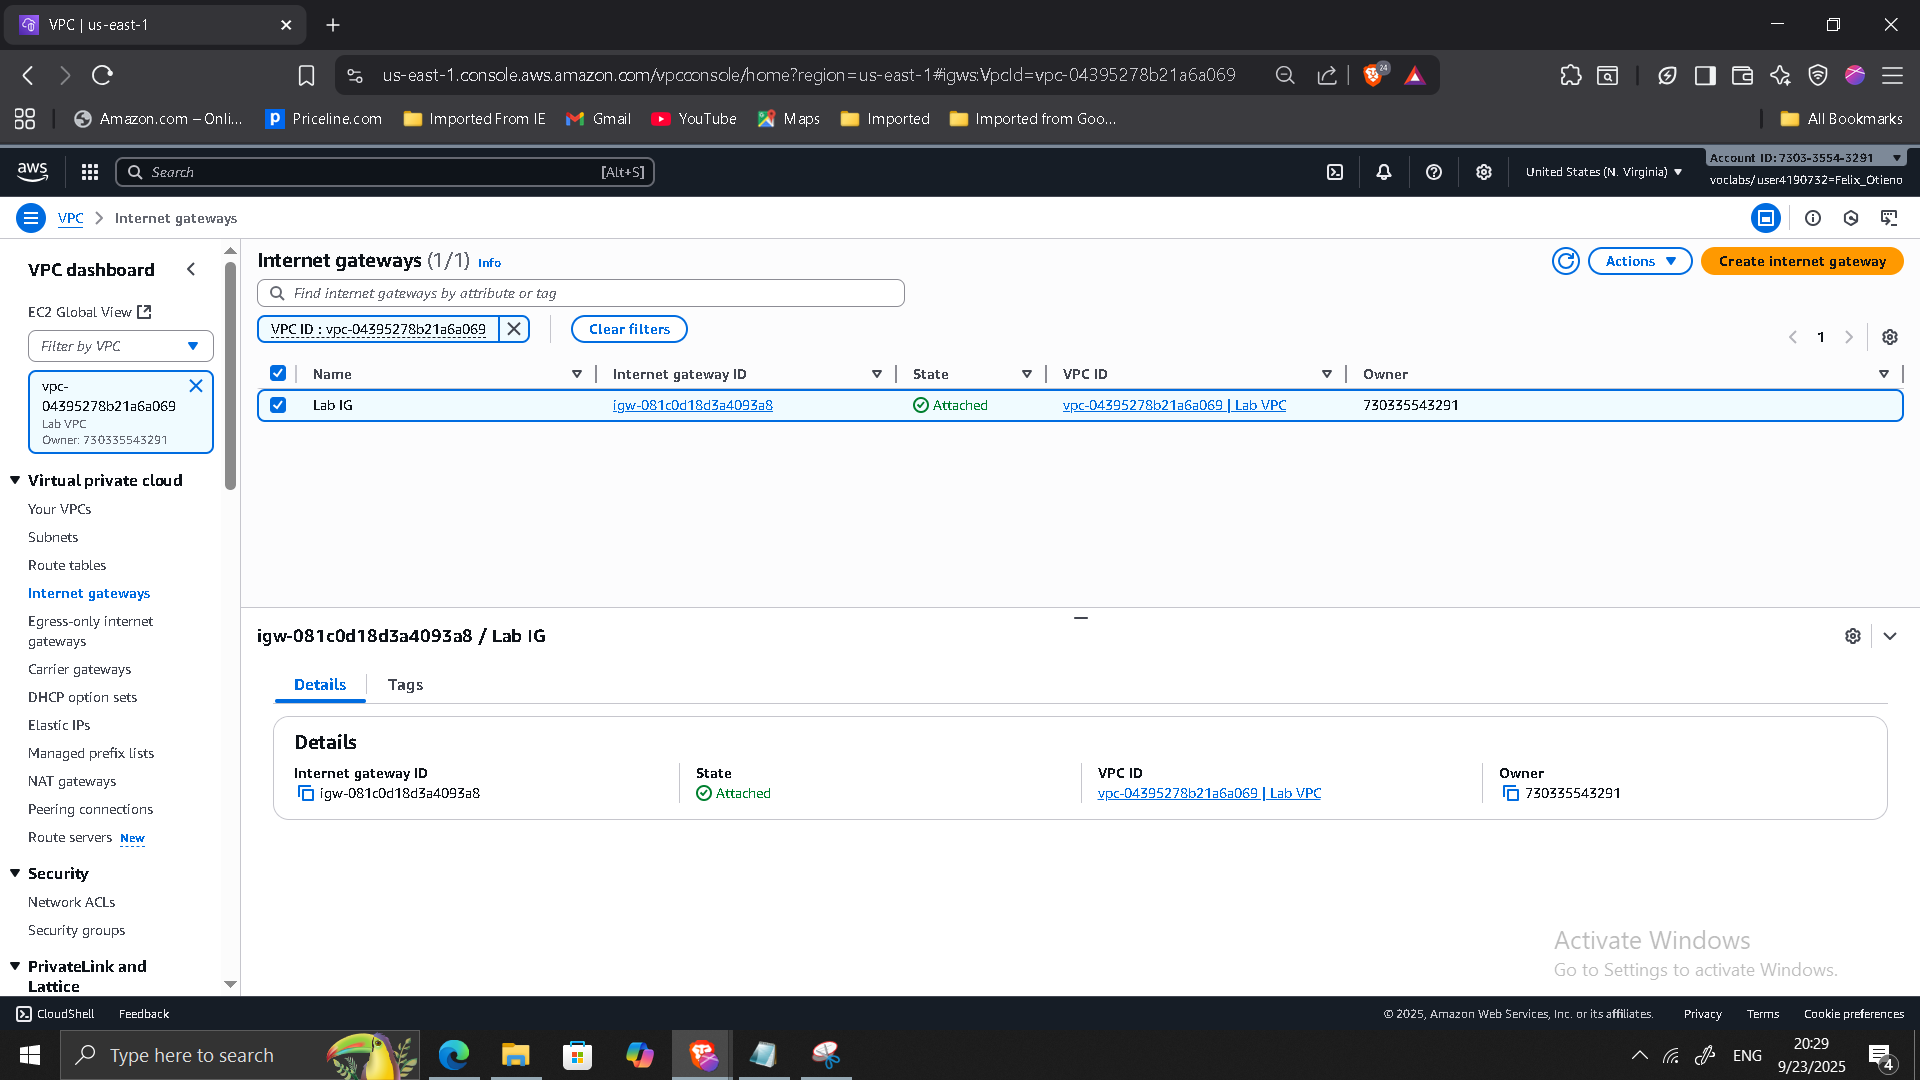 VPC | us-east-1
us-east-1.console.aws.amazon.com/vpcconsole/home?region=us-east-1#igws:VpcId=vpc-04395278b21a6a069
24
Amazon.com – Onli...
Priceline.com
Imported From IE
Gmail
YouTube
Maps
Imported
Imported from Goo...
All Bookmarks
aws
Search
[Alt+S]
United States (N. Virginia)
Account ID: 7303-3554-3291
voclabs/user4190732=Felix_Otieno
VPC
Internet gateways
VPC dashboard
EC2 Global View
Filter by VPC
vpc-
04395278b21a6a069
Lab VPC
Owner: 730335543291
Virtual private cloud
Your VPCs
Subnets
Route tables
Internet gateways
Egress-only internet
gateways
Carrier gateways
DHCP option sets
Elastic IPs
Managed prefix lists
NAT gateways
Peering connections
Route servers New
Security
Network ACLs
Security groups
PrivateLink and
Lattice
Internet gateways (1/1) Info
Actions
Create internet gateway
Find internet gateways by attribute or tag
VPC ID : vpc-04395278b21a6a069
Clear filters
1
Name
Internet gateway ID
State
VPC ID
Owner
Lab IG
igw-081c0d18d3a4093a8
Attached
vpc-04395278b21a6a069 | Lab VPC
730335543291
igw-081c0d18d3a4093a8 / Lab IG
Details
Tags
Details
Internet gateway ID
igw-081c0d18d3a4093a8
State
Attached
VPC ID
vpc-04395278b21a6a069 | Lab VPC
Owner
730335543291
Activate Windows
Go to Settings to activate Windows.
CloudShell
Feedback
© 2025, Amazon Web Services, Inc. or its affiliates.
Privacy
Terms
Cookie preferences
Type here to search
ENG
20:29
9/23/2025
4